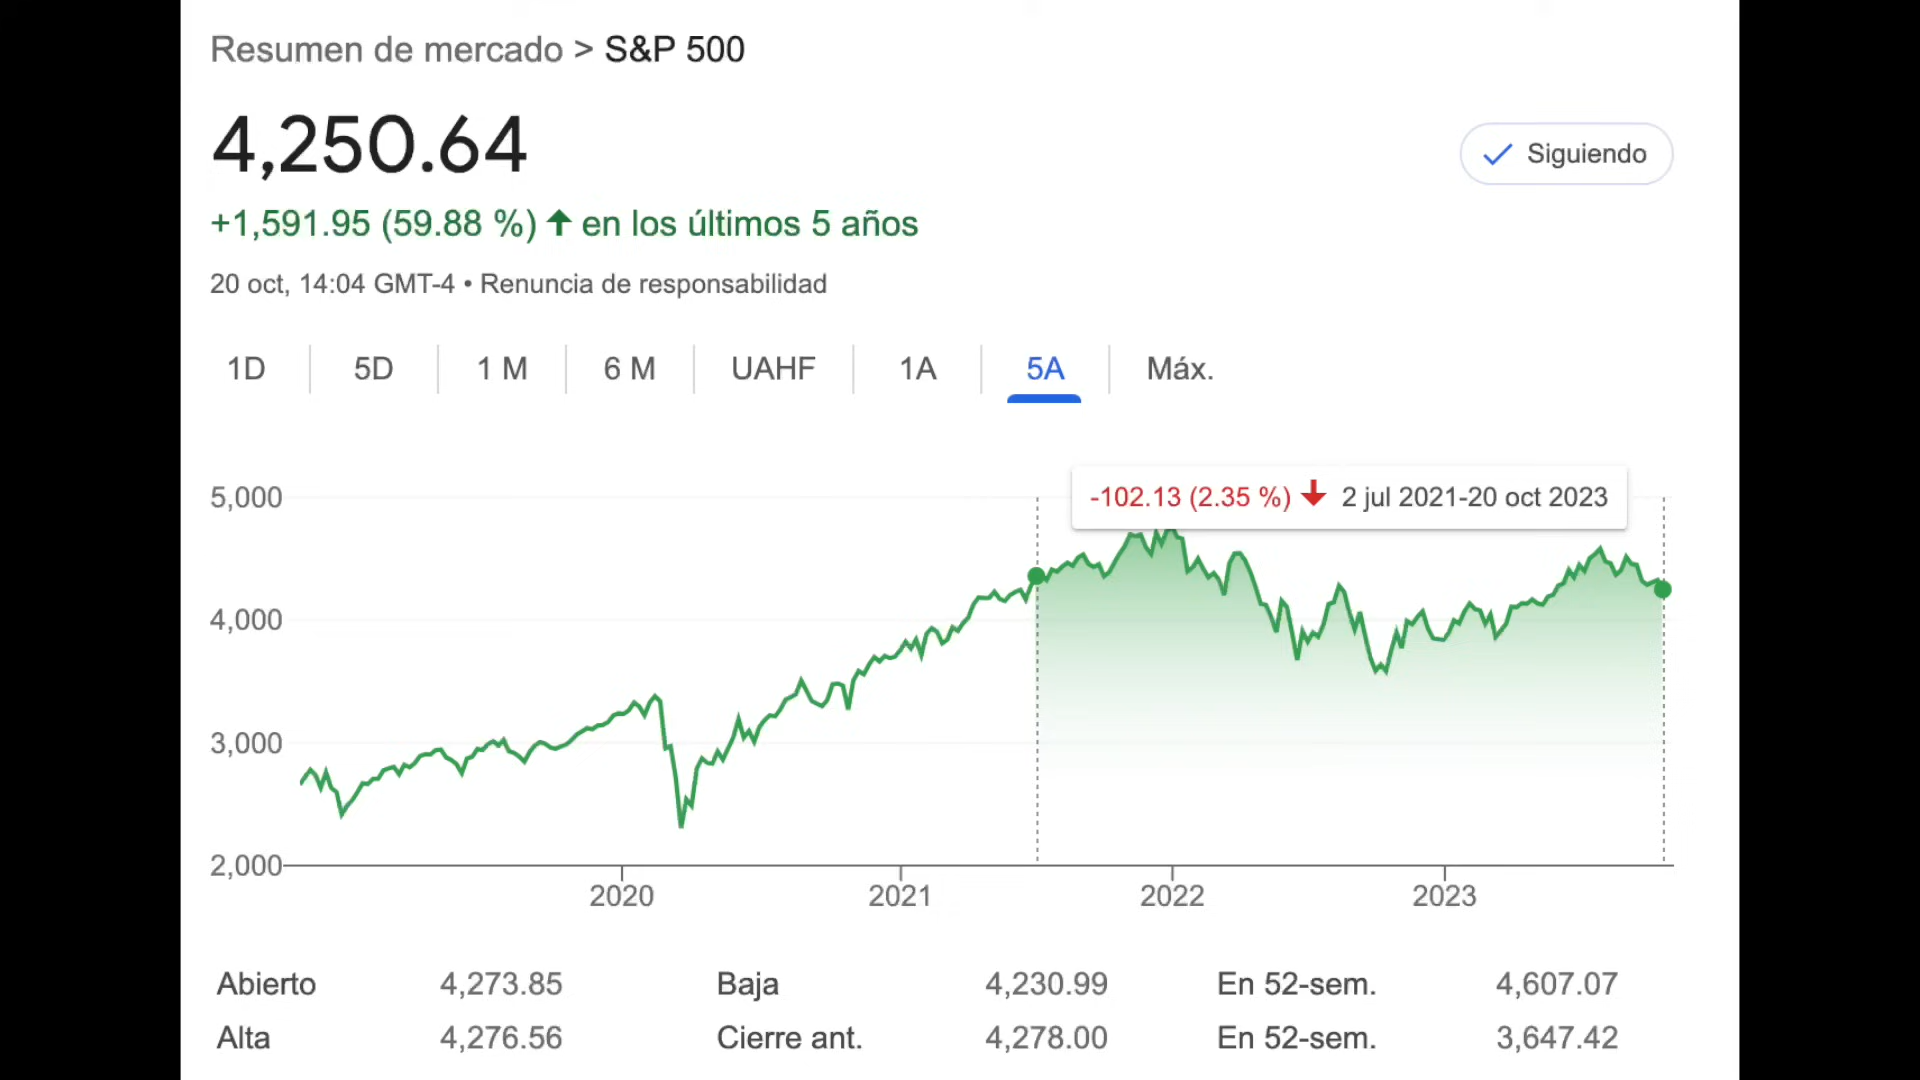 Resumen de mercado > S&P 500
4,250.64
Siguiendo
+1,591.95 (59.88 %) ↑ en los últimos 5 años
20 oct, 14:04 GMT-4 • Renuncia de responsabilidad
1D 5D 1 M 6 M UAHF 1A 5A Máx.
-102.13 (2.35 %) ↓ 2 jul 2021-20 oct 2023
5,000
4,000
3,000
2,000
2020 2021 2022 2023
Abierto 4,273.85 Baja 4,230.99 En 52-sem. 4,607.07
Alta 4,276.56 Cierre ant. 4,278.00 En 52-sem. 3,647.42